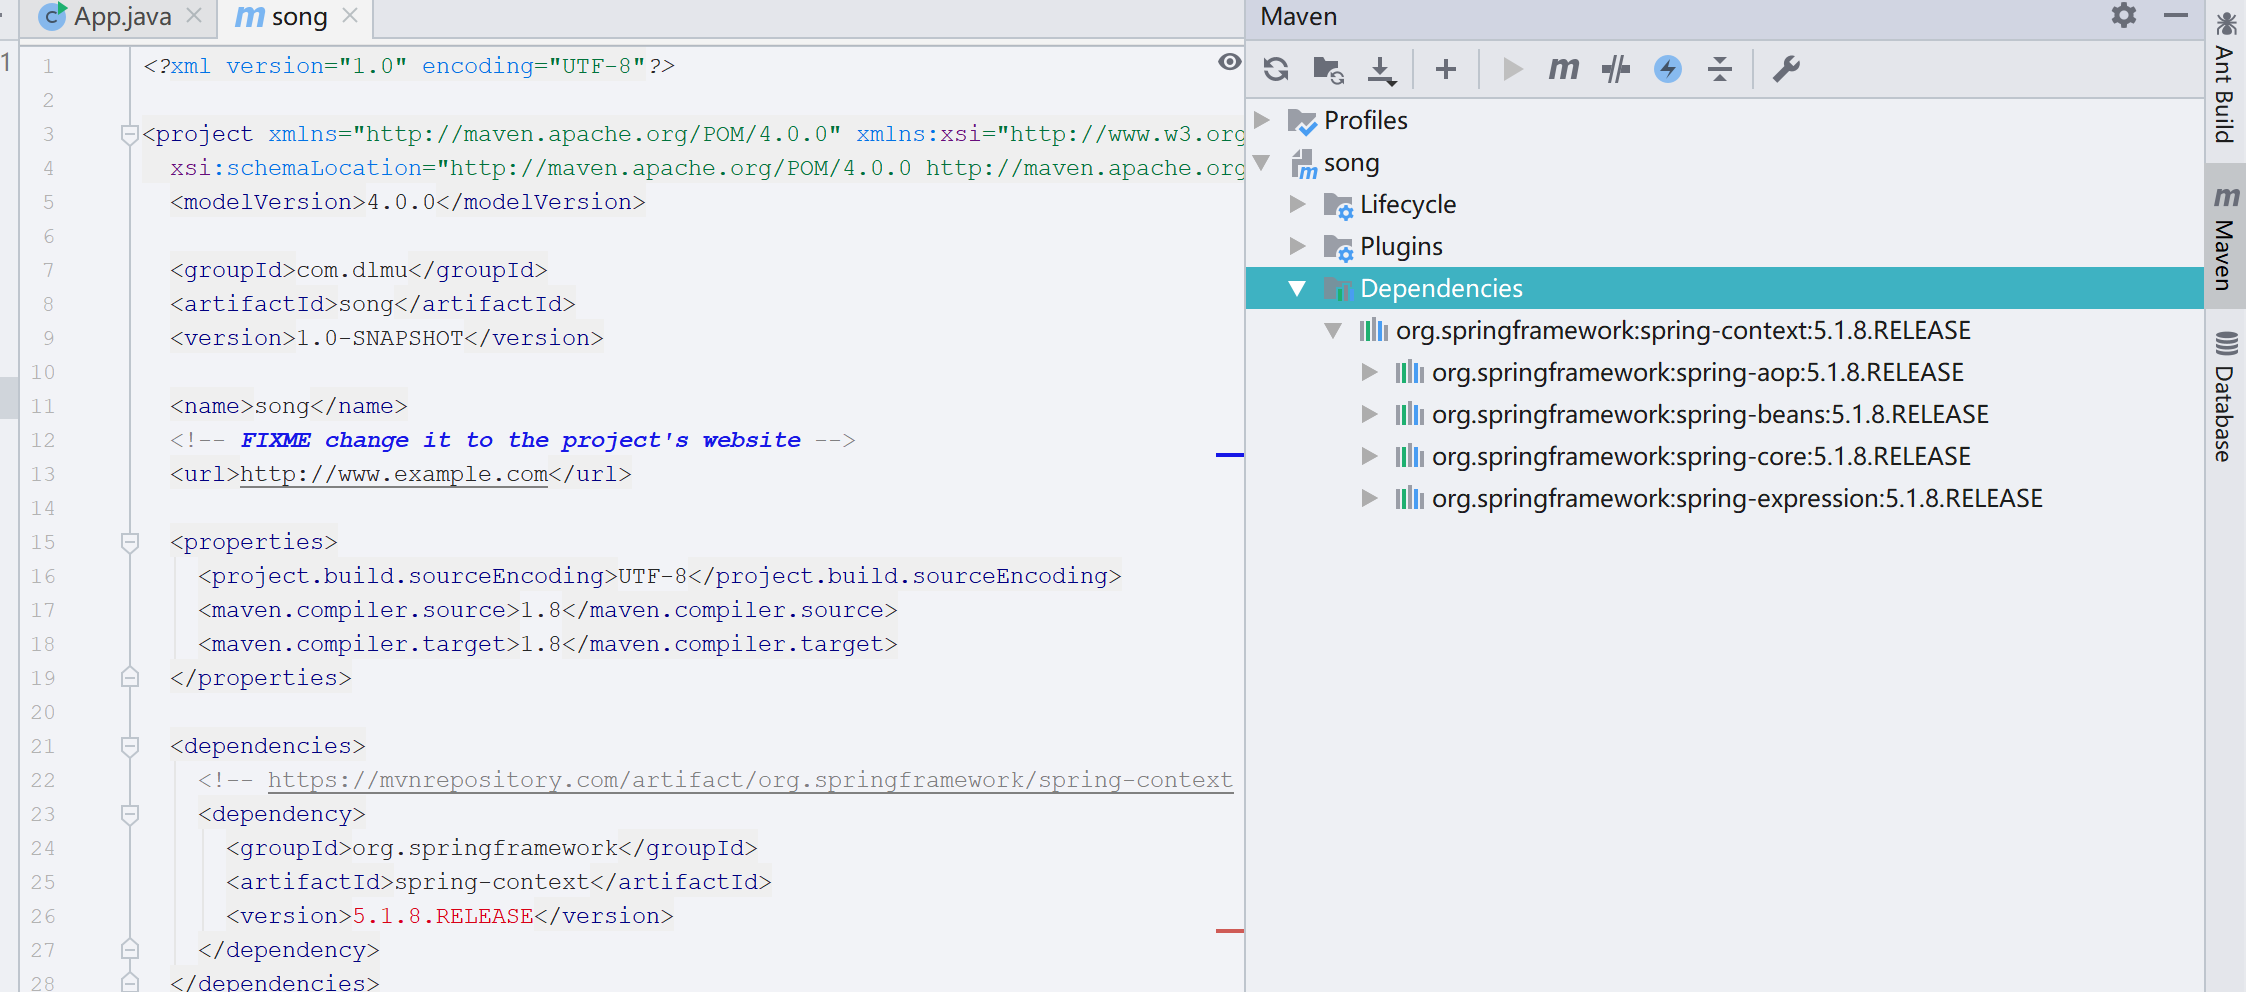 App.java
song
1
1 <?xml version="1.0" encoding="UTF-8"?>
2
3 <project xmlns="http://maven.apache.org/POM/4.0.0" xmlns:xsi="http://www.w3.org
4 xsi:schemaLocation="http://maven.apache.org/POM/4.0.0 http://maven.apache.org
5 <modelVersion>4.0.0</modelVersion>
6
7 <groupId>com.dlmu</groupId>
8 <artifactId>song</artifactId>
9 <version>1.0-SNAPSHOT</version>
10
11 <name>song</name>
12 <!-- FIXME change it to the project's website -->
13 <url>http://www.example.com</url>
14
15 <properties>
16 <project.build.sourceEncoding>UTF-8</project.build.sourceEncoding>
17 <maven.compiler.source>1.8</maven.compiler.source>
18 <maven.compiler.target>1.8</maven.compiler.target>
19 </properties>
20
21 <dependencies>
22 <!-- https://mvnrepository.com/artifact/org.springframework/spring-context
23 <dependency>
24 <groupId>org.springframework</groupId>
25 <artifactId>spring-context</artifactId>
26 <version>5.1.8.RELEASE</version>
27 </dependency>
28 </dependencies>
Maven
Profiles
song
Lifecycle
Plugins
Dependencies
org.springframework:spring-context:5.1.8.RELEASE
org.springframework:spring-aop:5.1.8.RELEASE
org.springframework:spring-beans:5.1.8.RELEASE
org.springframework:spring-core:5.1.8.RELEASE
org.springframework:spring-expression:5.1.8.RELEASE
Ant Build
Maven
Database